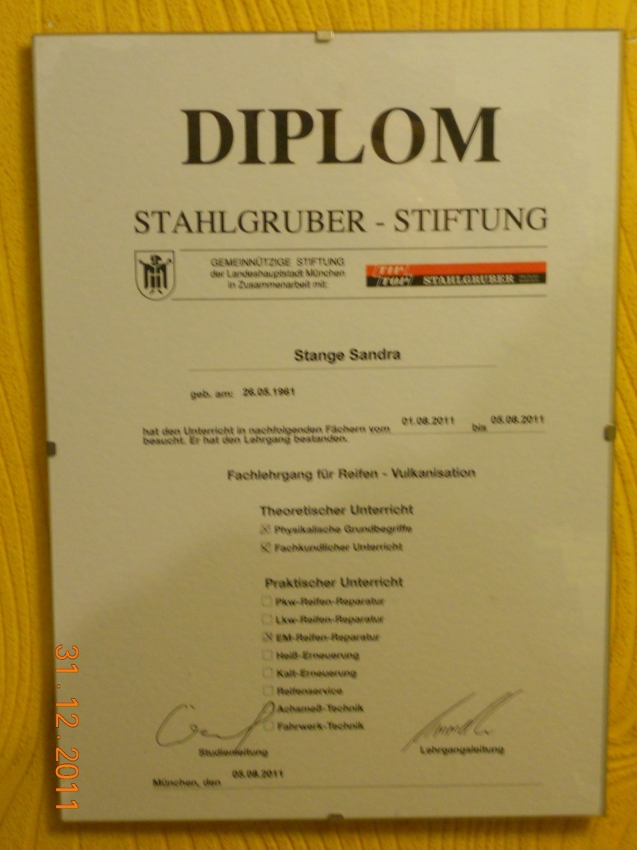 DIPLOM
STAHLGRUBER - STIFTUNG
GEMEINNÜTZIGE STIFTUNG
der Landeshauptstadt München
in Zusammenarbeit mit:
TIP
TOP STAHLGRUBER
Stange Sandra
geb. am: 26.05.1961
hat den Unterricht in nachfolgenden Fächern vom 01.08.2011 bis 05.08.2011
besucht. Er hat den Lehrgang bestanden.
Fachlehrgang für Reifen - Vulkanisation
Theoretischer Unterricht
Physikalische Grundbegriffe
Fachkundlicher Unterricht
Praktischer Unterricht
Pkw-Reifen-Reparatur
Lkw-Reifen-Reparatur
EM-Reifen-Reparatur
Heiß-Erneuerung
Kalt-Erneuerung
Reifenservice
Achsmeß-Technik
Fahrwerk-Technik
Studienleitung
Lehrgangsleitung
München, den 05.08.2011
31.12.2011